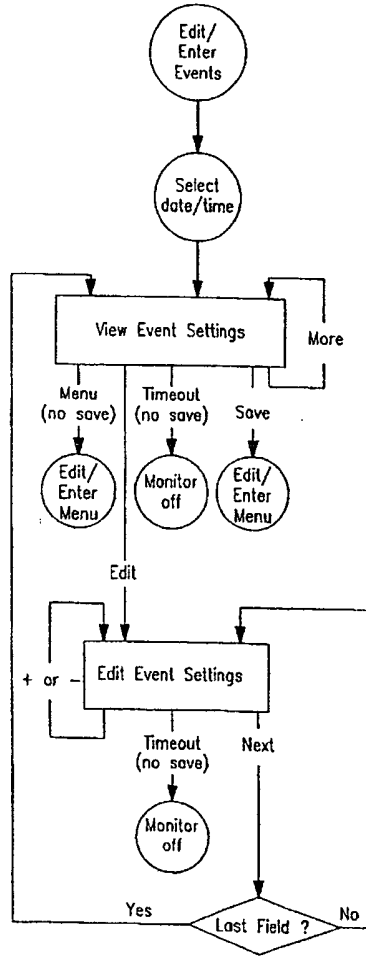 Edit/
Enter
Events
Select
date/time
View Event Settings
More
Menu
(no save)
Timeout
(no save)
Save
Edit/
Enter
Menu
Monitor
off
Edit/
Enter
Menu
Edit
+ or -
Edit Event Settings
Timeout
(no save)
Next
Monitor
off
Yes
Last Field ?
No